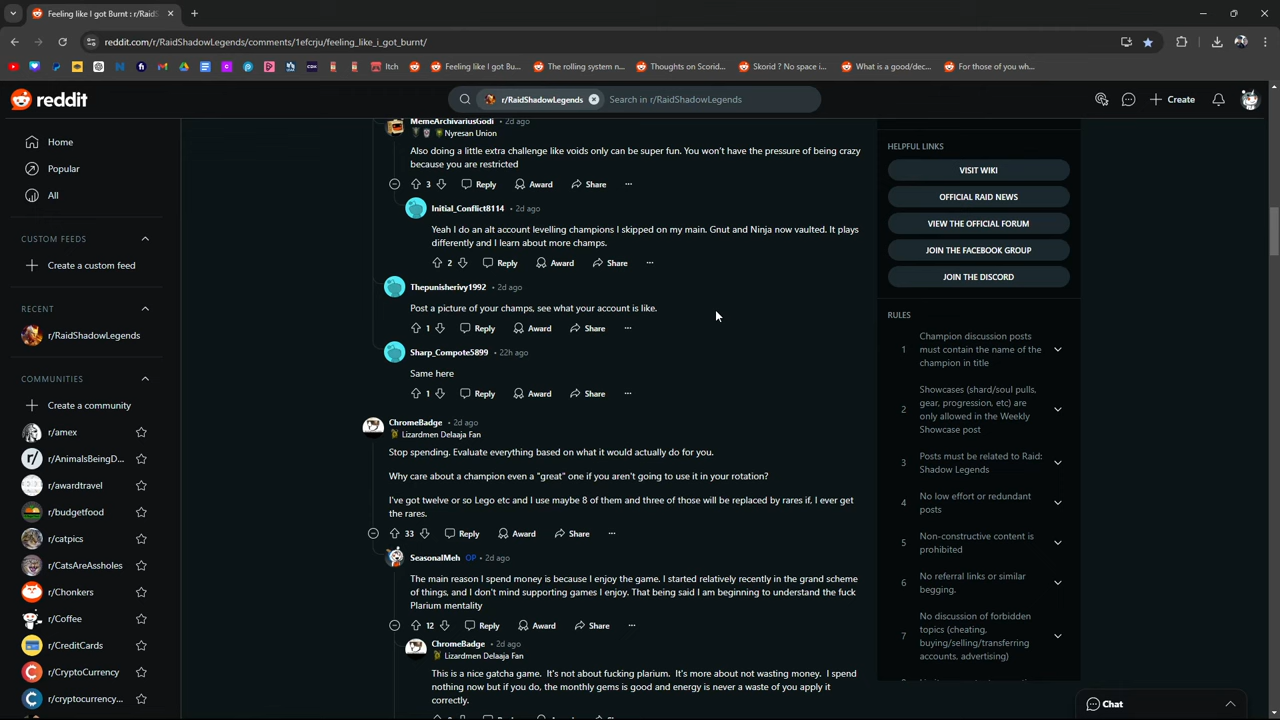 Feeling like I got Burnt : r/Raid
reddit.com/r/RaidShadowLegends/comments/1efcrju/feeling_like_i_got_burnt/
Itch
Feeling like I got Bu...
The rolling system n...
Thoughts on Scorid...
Skorid ? No space i...
What is a good/dec...
For those of you wh...
reddit
r/RaidShadowLegends
Search in r/RaidShadowLegends
Create
Home
Popular
All
CUSTOM FEEDS
Create a custom feed
RECENT
r/RaidShadowLegends
COMMUNITIES
Create a community
r/amex
r/AnimalsBeingD...
r/awardtravel
r/budgetfood
r/catpics
r/CatsAreAssholes
r/Chonkers
r/Coffee
r/CreditCards
r/CryptoCurrency
r/cryptocurrency...
MemeArchivariusGodi • 2d ago
Nyresan Union
Also doing a little extra challenge like voids only can be super fun. You won't have the pressure of being crazy
because you are restricted
3 Reply Award Share ...
Initial_Conflict8114 • 2d ago
Yeah I do an alt account levelling champions I skipped on my main. Gnut and Ninja now vaulted. It plays
differently and I learn about more champs.
2 Reply Award Share ...
Thepunisherivy1992 • 2d ago
Post a picture of your champs, see what your account is like.
1 Reply Award Share ...
Sharp_Compote5899 • 22h ago
Same here
1 Reply Award Share ...
ChromeBadge • 2d ago
Lizardmen Delaaja Fan
Stop spending. Evaluate everything based on what it would actually do for you.
Why care about a champion even a "great" one if you aren't going to use it in your rotation?
I've got twelve or so Lego etc and I use maybe 8 of them and three of those will be replaced by rares if, I ever get
the rares.
33 Reply Award Share ...
SeasonalMeh OP • 2d ago
The main reason I spend money is because I enjoy the game. I started relatively recently in the grand scheme
of things, and I don't mind supporting games I enjoy. That being said I am beginning to understand the fuck
Plarium mentality
12 Reply Award Share ...
ChromeBadge • 2d ago
Lizardmen Delaaja Fan
This is a nice gatcha game. It's not about fucking plarium. It's more about not wasting money. I spend
nothing now but if you do, the monthly gems is good and energy is never a waste of you apply it
correctly.
HELPFUL LINKS
VISIT WIKI
OFFICIAL RAID NEWS
VIEW THE OFFICIAL FORUM
JOIN THE FACEBOOK GROUP
JOIN THE DISCORD
RULES
1 Champion discussion posts
must contain the name of the
champion in title
2 Showcases (shard/soul pulls,
gear, progression, etc) are
only allowed in the Weekly
Showcase post
3 Posts must be related to Raid:
Shadow Legends
4 No low effort or redundant
posts
5 Non-constructive content is
prohibited
6 No referral links or similar
begging.
7 No discussion of forbidden
topics (cheating,
buying/selling/transferring
accounts, advertising)
Chat